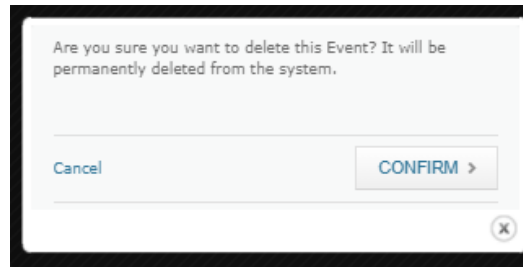 Are you sure you want to delete this Event? It will be
permanently deleted from the system.
Cancel
CONFIRM >
x